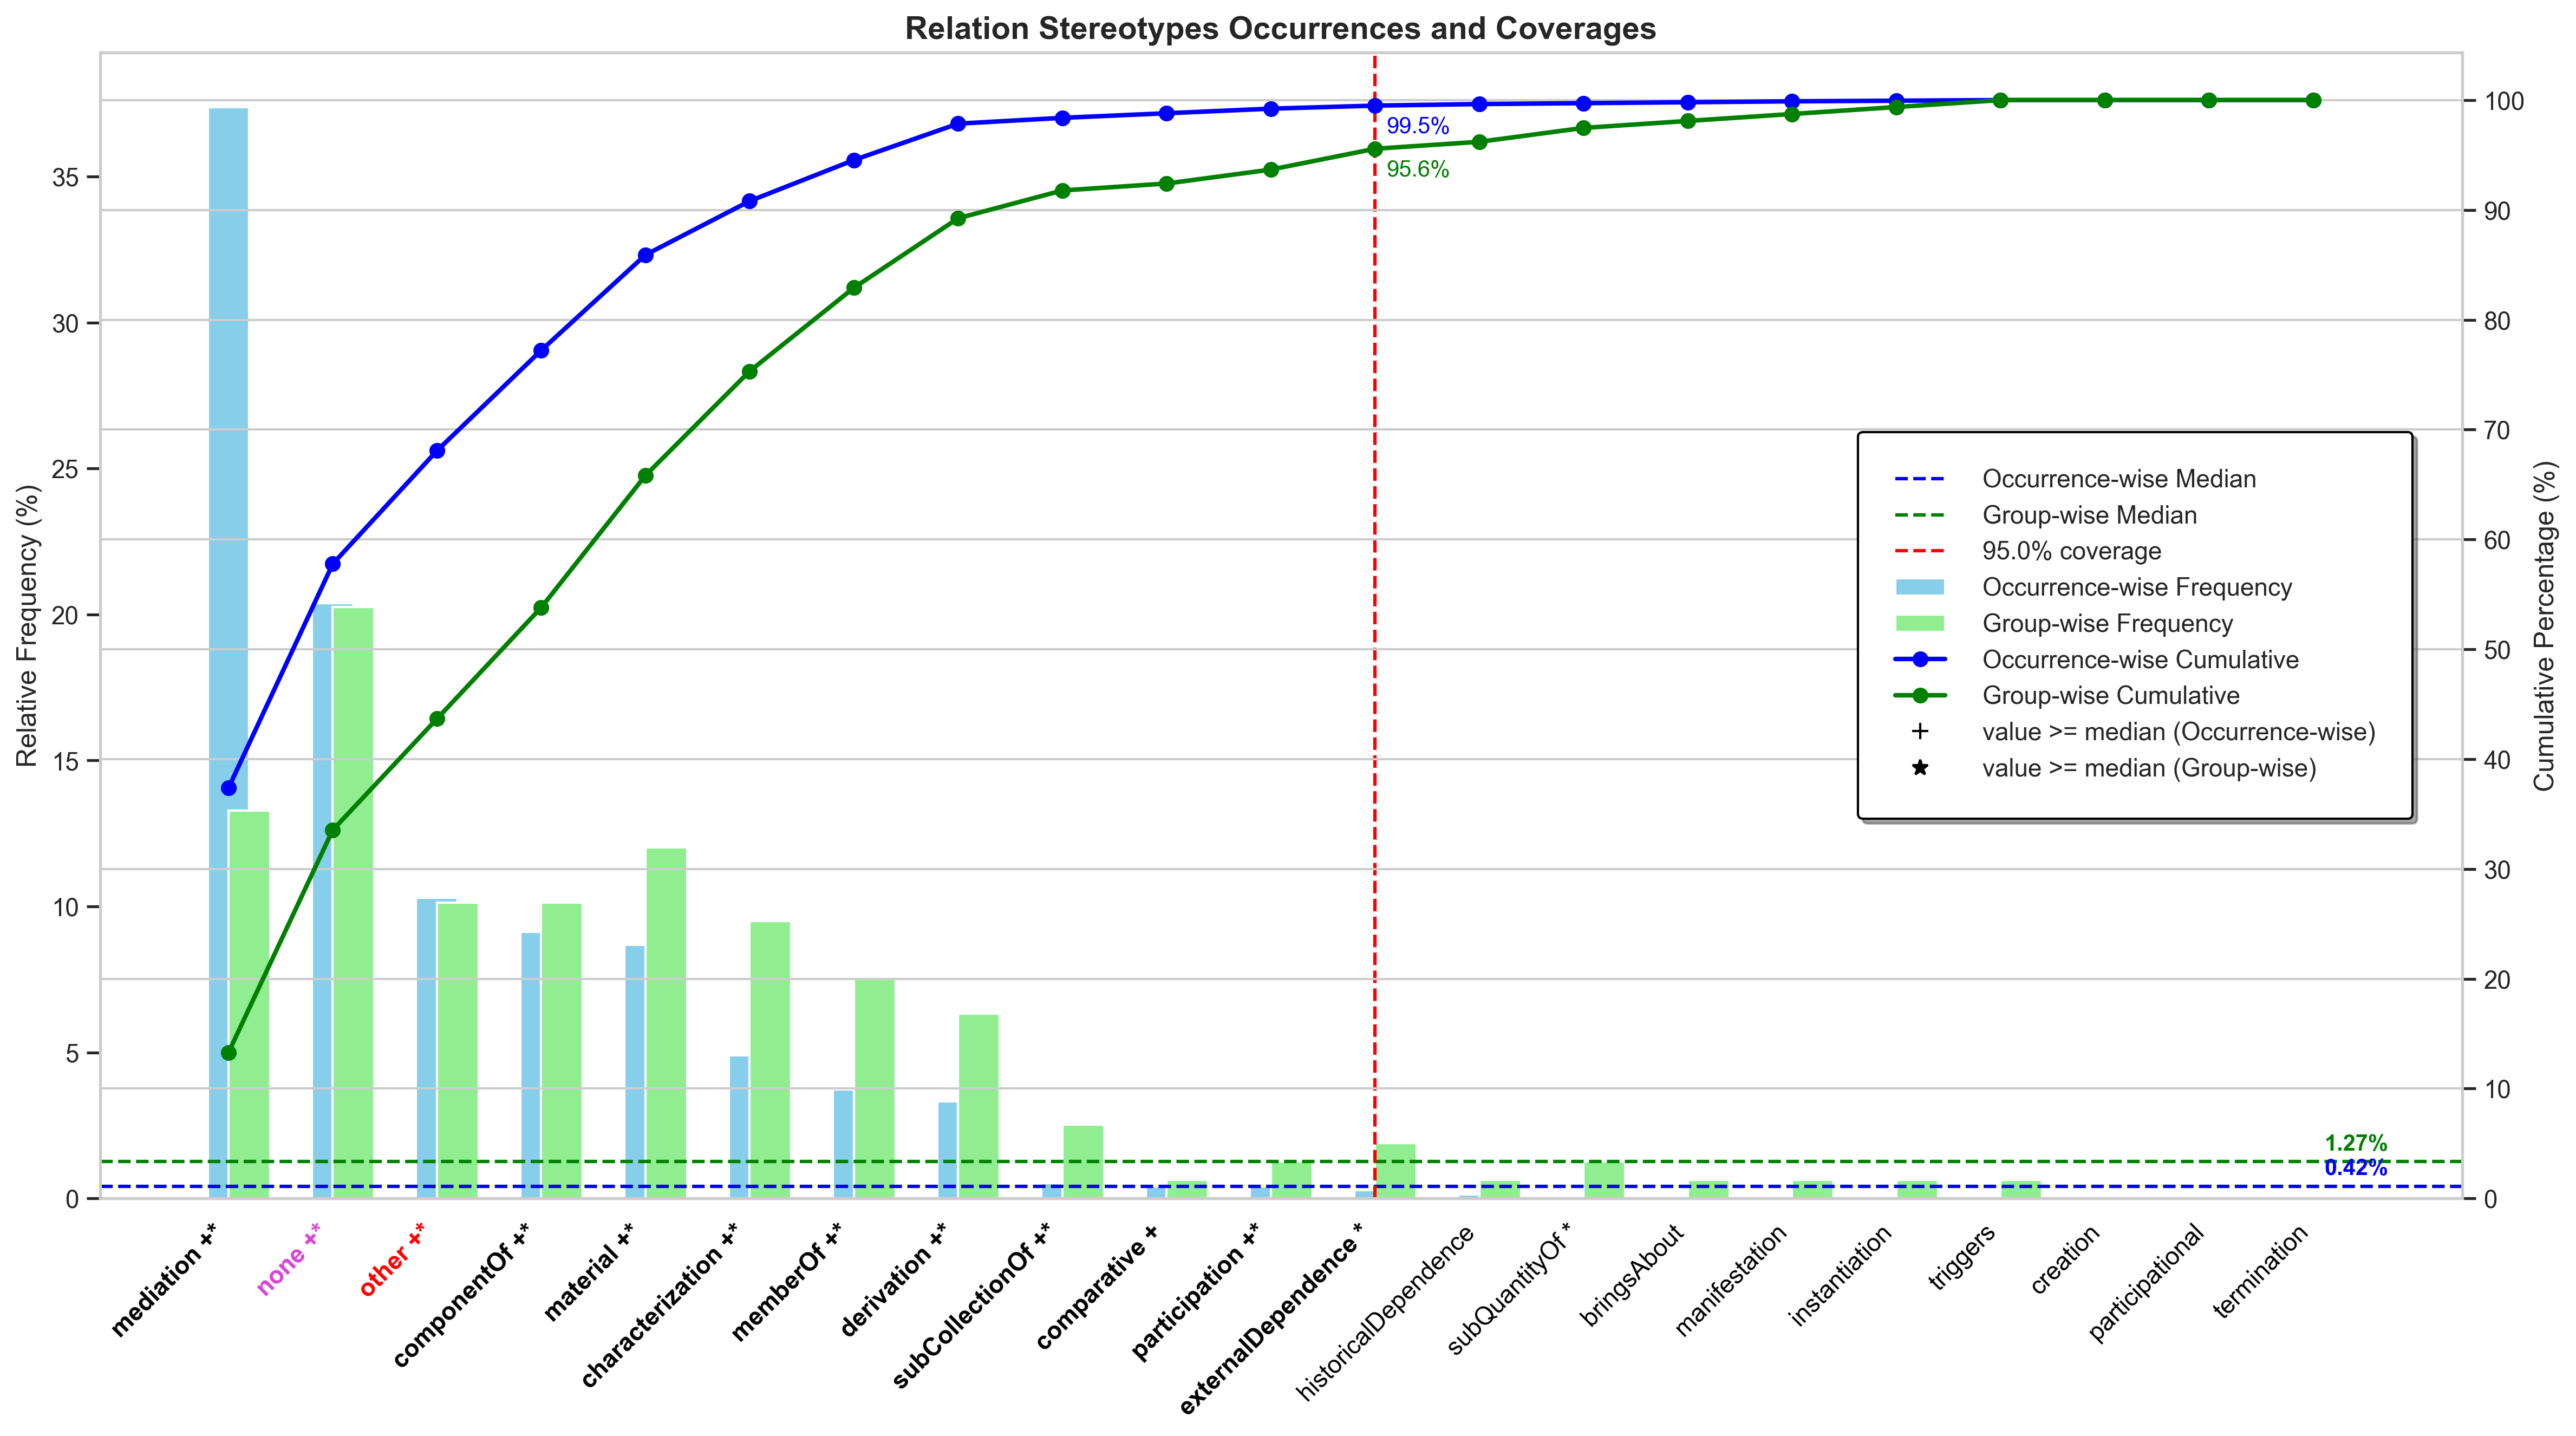 Relation Stereotypes Occurrences and Coverages
Relative Frequency (%)
35
30
25
20
15
10
5
0
Cumulative Percentage (%)
100
90
80
70
60
50
40
30
20
10
0
99.5%
95.6%
1.27%
0.42%
Occurrence-wise Median
Group-wise Median
95.0% coverage
Occurrence-wise Frequency
Group-wise Frequency
Occurrence-wise Cumulative
Group-wise Cumulative
value >= median (Occurrence-wise)
value >= median (Group-wise)
mediation +*
none +*
other +*
componentOf +*
material +*
characterization +*
memberOf +*
derivation +*
subCollectionOf +*
comparative +
participation +*
externalDependence *
historicalDependence
subQuantityOf *
bringsAbout
manifestation
instantiation
triggers
creation
participational
termination